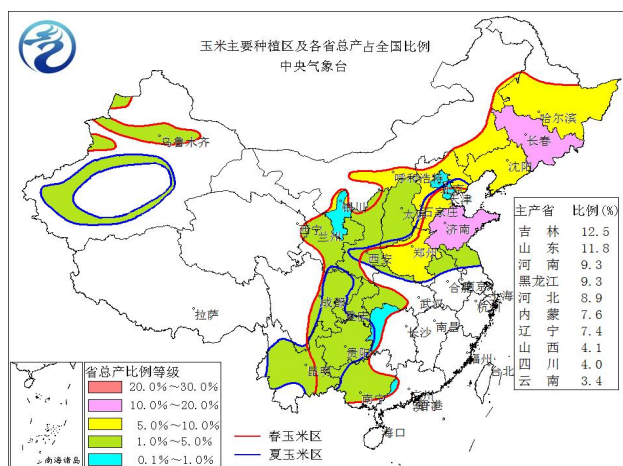 玉米主要种植区及各省总产占全国比例
中央气象台
哈尔滨
长春
乌鲁木齐
沈阳
呼和浩特
北京
天津
银川
太原
石家庄
西宁
兰州
济南
西安
郑州
合肥
南京
上海
成都
武汉
杭州
拉萨
重庆
长沙
南昌
贵阳
昆明
福州
台北
南宁
香港
海口
主产省 比例(%)
吉 林 12.5
山 东 11.8
河 南 9.3
黑龙江 9.3
河 北 8.9
内 蒙 7.6
辽 宁 7.4
山 西 4.1
四 川 4.0
云 南 3.4
省总产比例等级
20.0%～30.0%
10.0%～20.0%
5.0%～10.0%
1.0%～5.0%
0.1%～1.0%
南海诸岛
春玉米区
夏玉米区